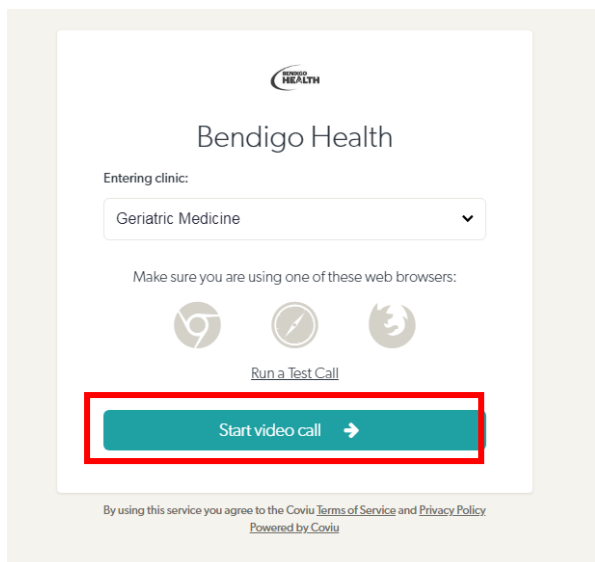 BENDIGO
HEALTH
Bendigo Health
Entering clinic:
Geriatric Medicine
Make sure you are using one of these web browsers:
Run a Test Call
Start video call
By using this service you agree to the Coviu Terms of Service and Privacy Policy
Powered by Coviu